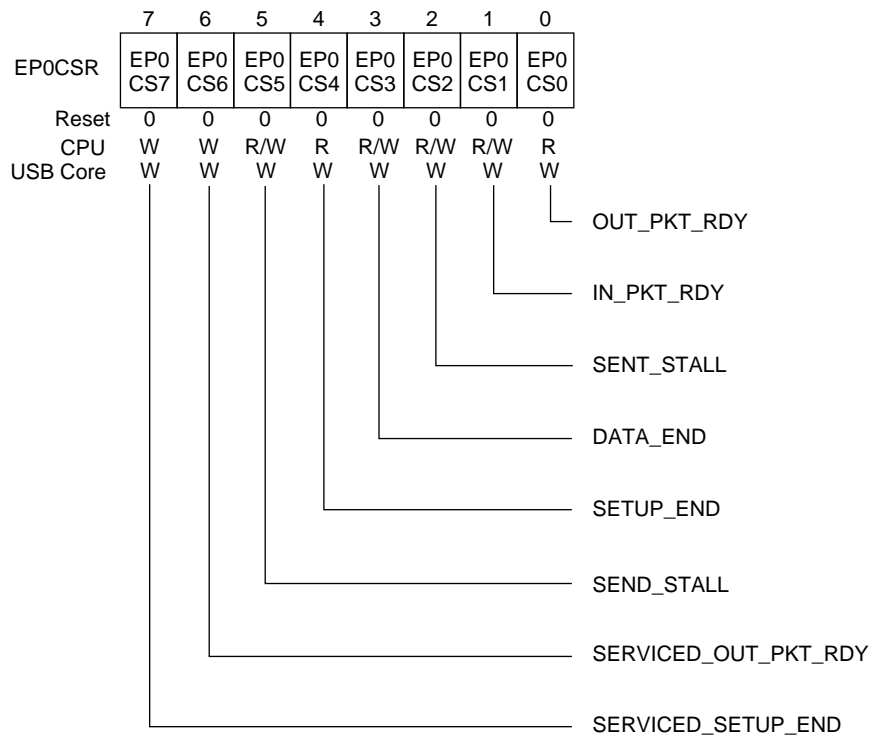 7 6 5 4 3 2 1 0
EP0CSR EP0 EP0 EP0 EP0 EP0 EP0 EP0 EP0
CS7 CS6 CS5 CS4 CS3 CS2 CS1 CS0
Reset 0 0 0 0 0 0 0 0
CPU W W R/W R R/W R/W R/W R
USB Core W W W W W W W W
OUT_PKT_RDY
IN_PKT_RDY
SENT_STALL
DATA_END
SETUP_END
SEND_STALL
SERVICED_OUT_PKT_RDY
SERVICED_SETUP_END